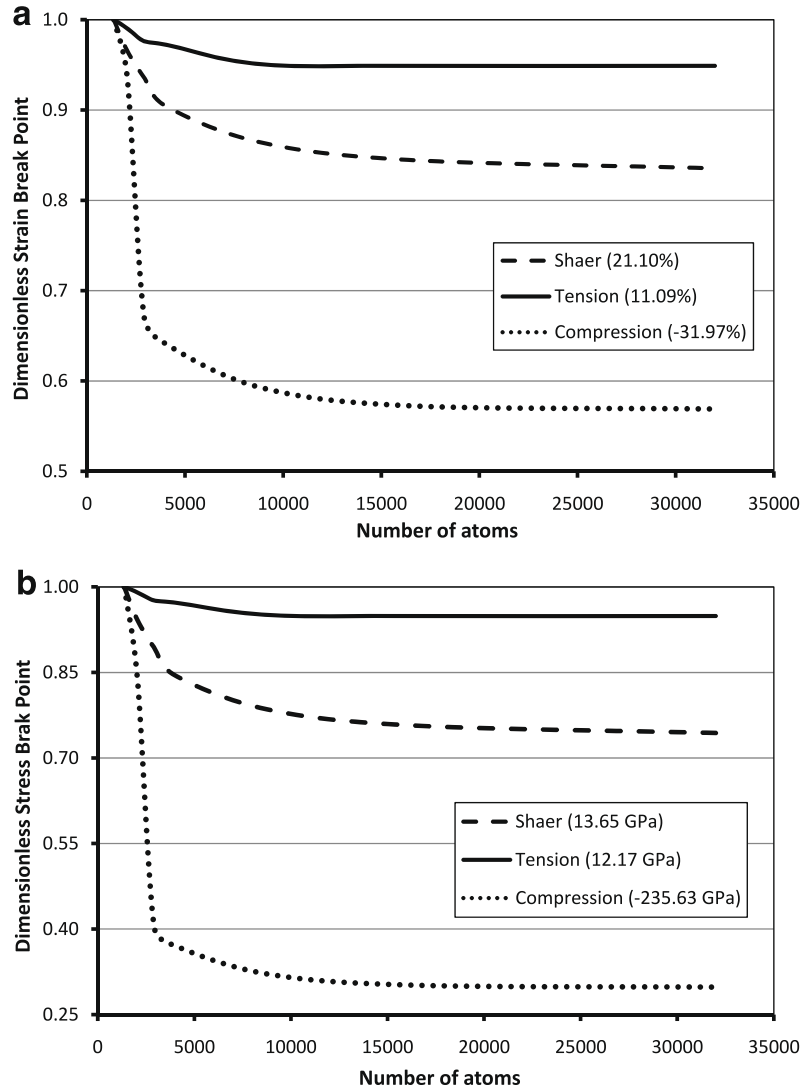 a
1.0
0.9
0.8
0.7
0.6
0.5
Dimensionless Strain Break Point
Shaer (21.10%)
Tension (11.09%)
Compression (-31.97%)
0 5000 10000 15000 20000 25000 30000 35000
Number of atoms
b
1.00
0.85
0.70
0.55
0.40
0.25
Dimensionless Stress Brak Point
Shaer (13.65 GPa)
Tension (12.17 GPa)
Compression (-235.63 GPa)
0 5000 10000 15000 20000 25000 30000 35000
Number of atoms